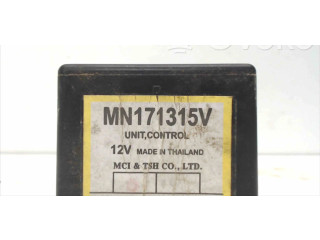 MN171315V
UNIT,CONTROL
12V MADE IN THAILAND
MCI & TSH CO., LTD.